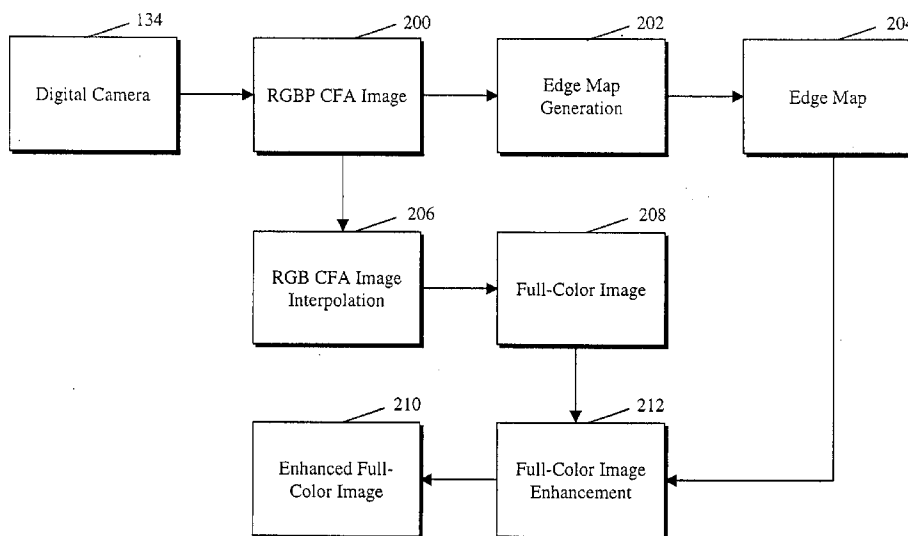 134
200
202
204
Digital Camera
RGBP CFA Image
Edge Map
Generation
Edge Map
206
208
RGB CFA Image
Interpolation
Full-Color Image
210
212
Enhanced Full-
Color Image
Full-Color Image
Enhancement